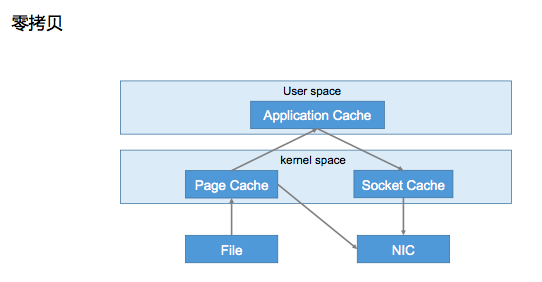 零拷贝
User space
Application Cache
kernel space
Page Cache
Socket Cache
File
NIC